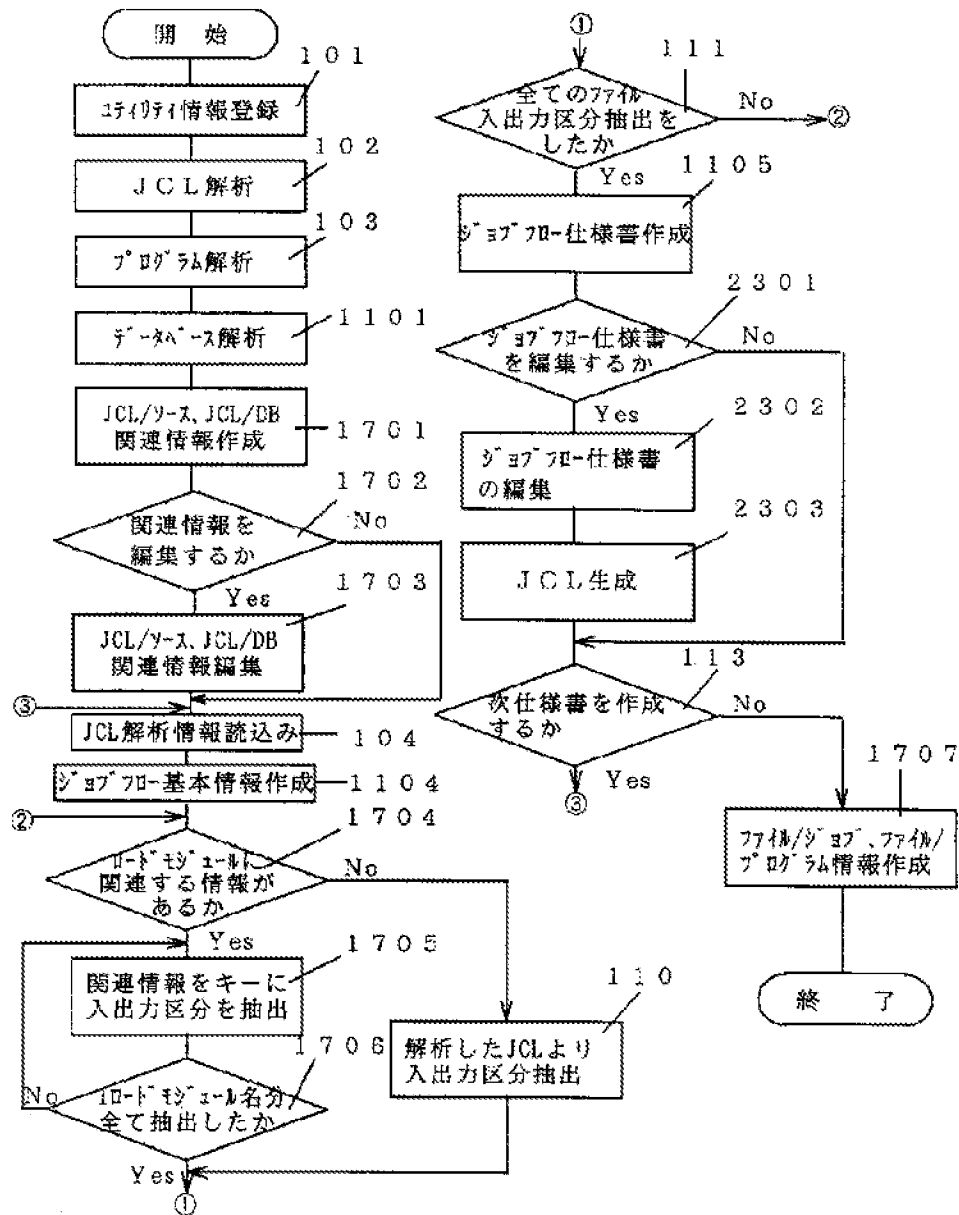 開 始
101
ユティリティ情報登録
102
JCL解析
103
プログラム解析
1101
データベース解析
JCL/ソース、JCL/DB
関連情報作成
1701
1702
関連情報を
編集するか
No
Yes
1703
JCL/ソース、JCL/DB
関連情報編集
③
JCL解析情報読込み
104
ジョブフロー基本情報作成
1104
②
1704
ロードモジュールに
関連する情報が
あるか
No
Yes
1705
関連情報をキーに
入出力区分を抽出
1706
No
1ロードモジュール名分
全て抽出したか
Yes
①
110
解析したJCLより
入出力区分抽出
①
111
全てのファイル
入出力区分抽出を
したか
No
②
Yes
1105
ジョブフロー仕様書作成
2301
ジョブフロー仕様書
を編集するか
No
Yes
2302
ジョブフロー仕様書
の編集
2303
JCL生成
113
次仕様書を作成
するか
No
Yes
③
1707
ファイル/ジョブ、ファイル/
プログラム情報作成
終 了